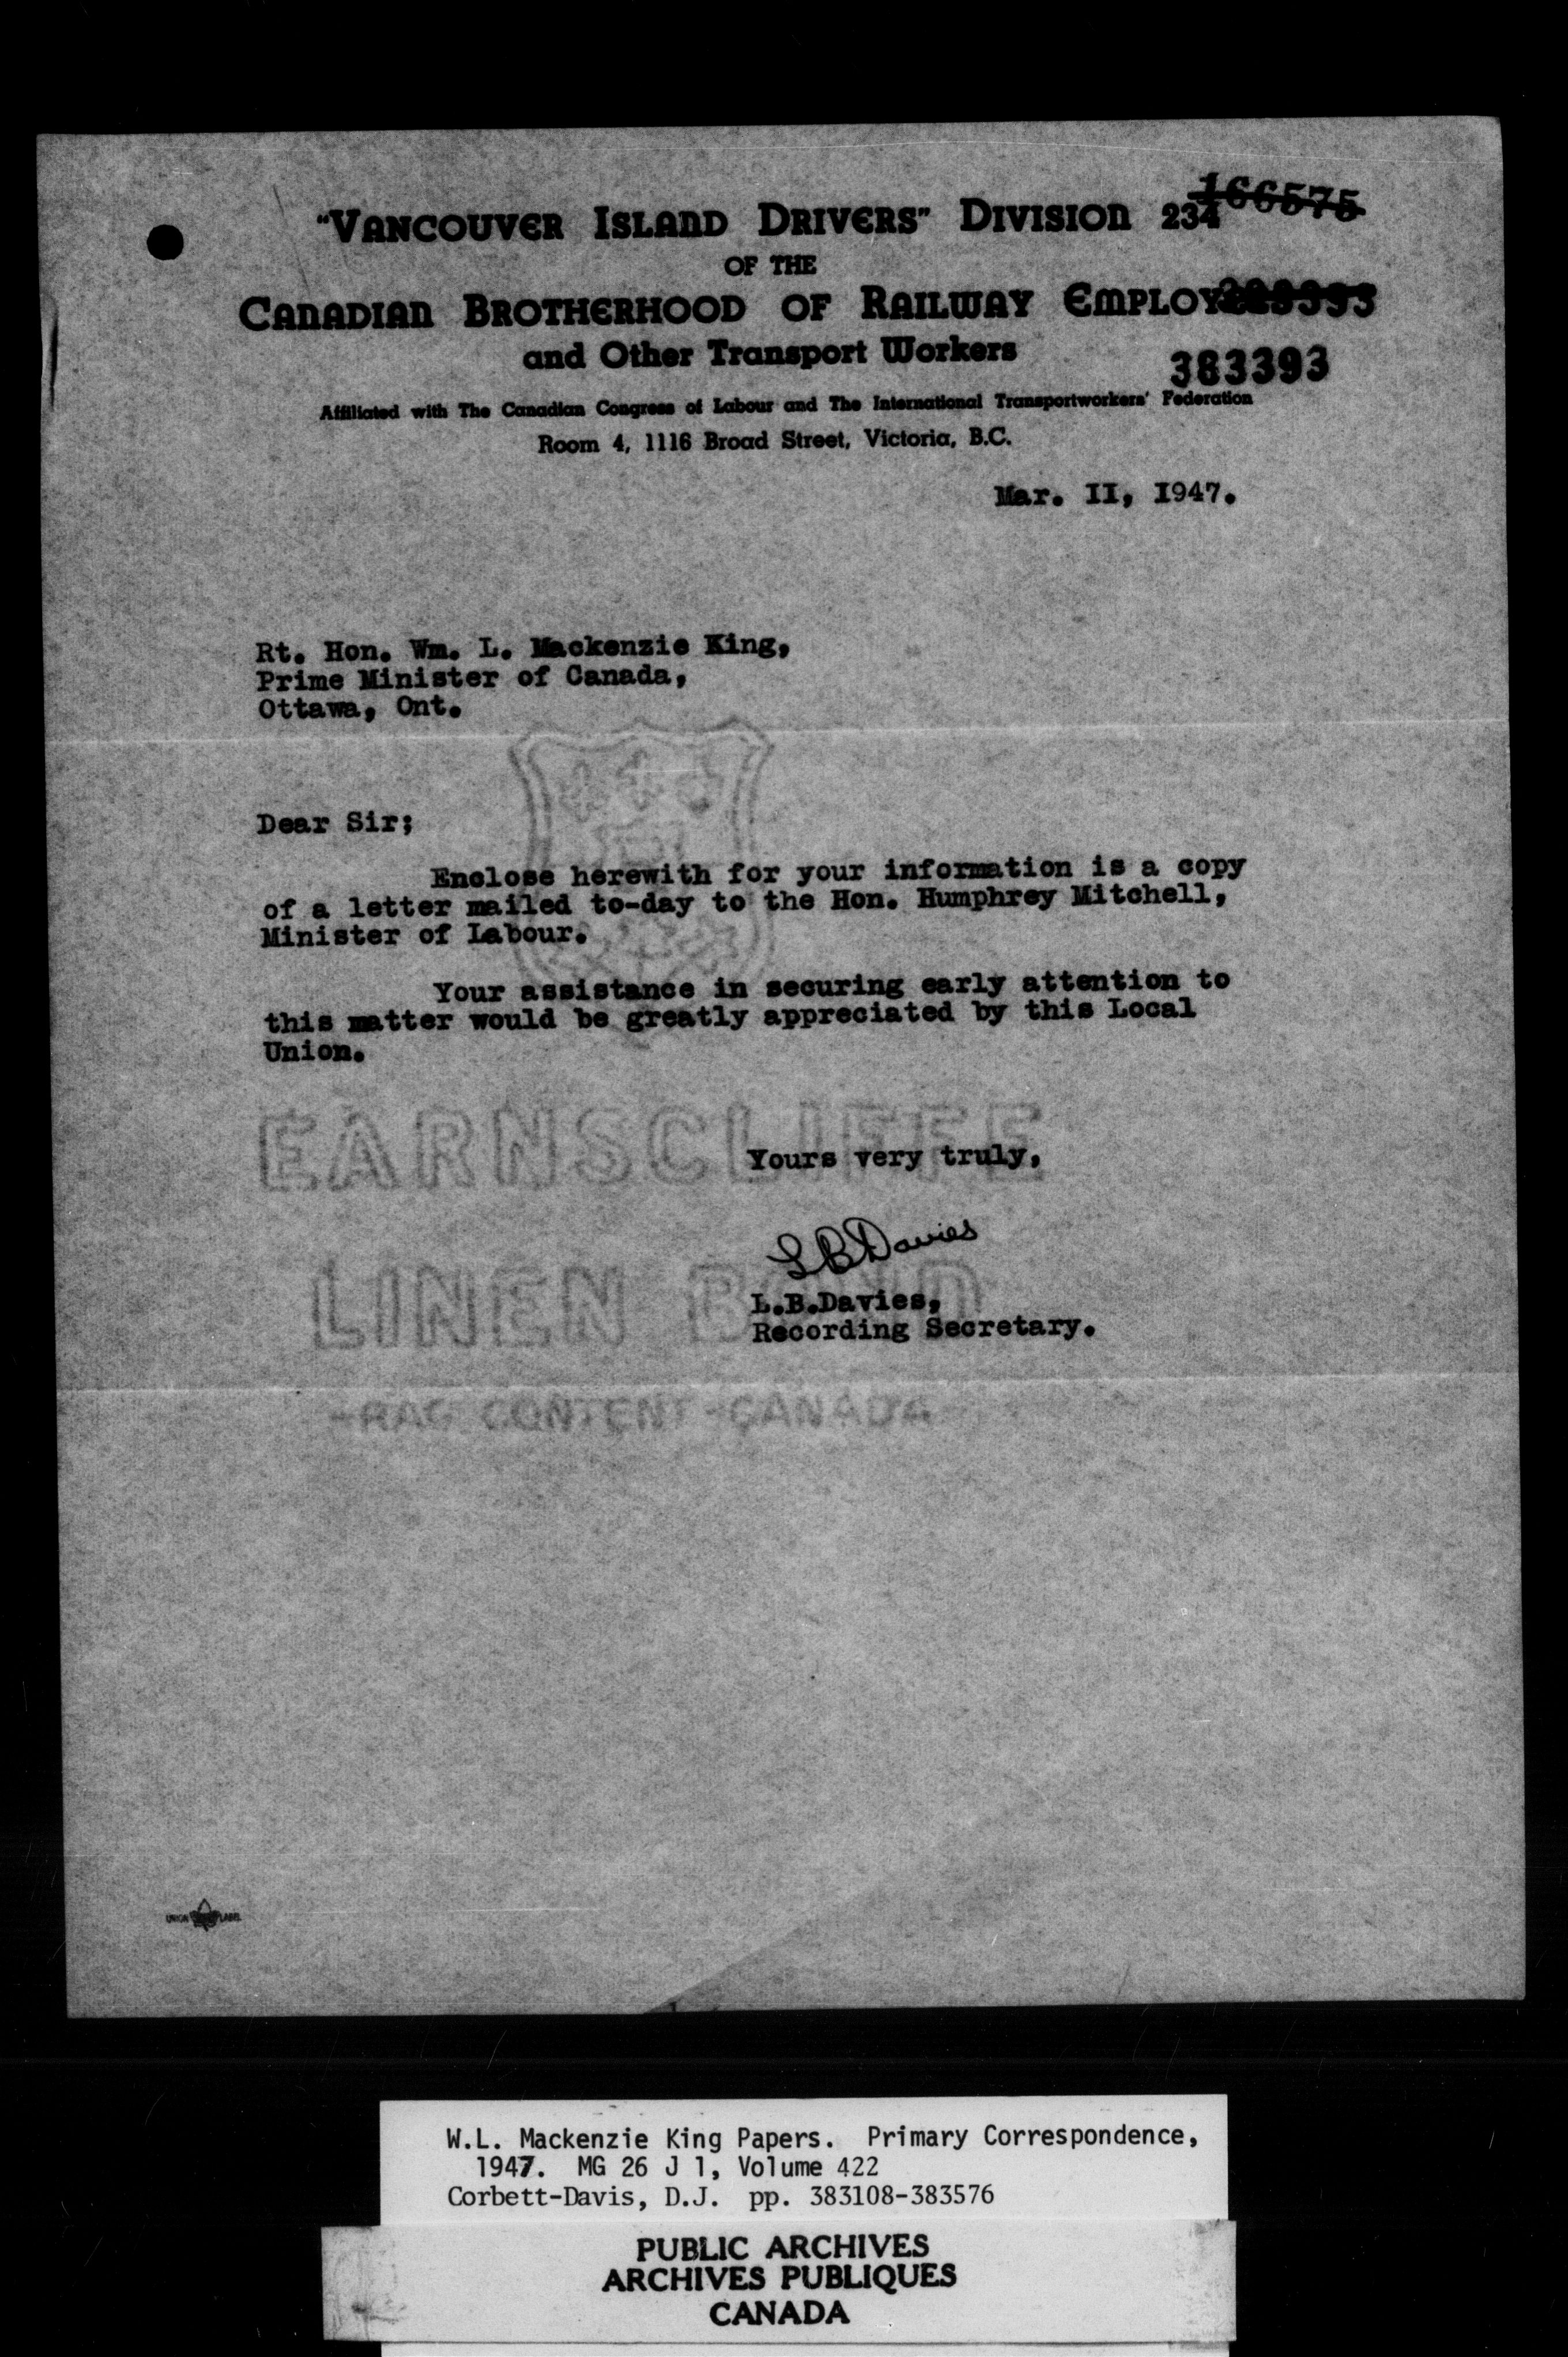 166575
"VANCOUVER ISLAND DRIVERS" DIVISION 234
OF THE
CANADIAN BROTHERHOOD OF RAILWAY
and Other Transport Workers
383393
Affiliated with The Canadian Congress of Labour and The International Transportworkers' Federation
Room 4, 1116 Broad Street, Victoria, B.C.
Mar. II, I947.
Rt. Hon. Wm. L. Mackenzie King,
Prime Minister of Canada,
Ottawa, Ont.
Dear Sir;
Enclose herewith for your information is a copy
of a letter mailed to-day to the Hon. Humphrey Mitchell,
Minister of Labour.
Your assistance in securing early attention to
this matter would be greatly appreciated by this Local
Union.
EARNSCLIFFE
Yours very truly,
LBDavies
LINEN BOND
L.B.Davies,
Recording Secretary.
-RAG CONTENT-CANADA
UNION LABEL
W.L. Mackenzie King Papers. Primary Correspondence,
1947. MG 26 J 1, Volume 422
Corbett-Davis, D.J. pp. 383108-383576
PUBLIC ARCHIVES
ARCHIVES PUBLIQUES
CANADA